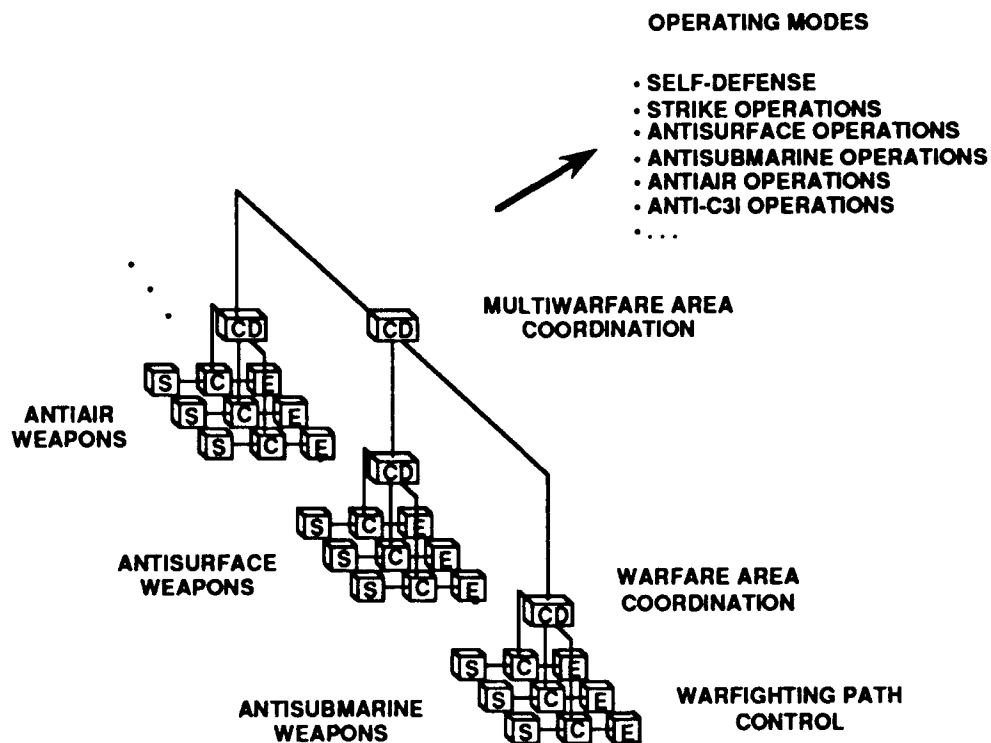 OPERATING MODES
• SELF-DEFENSE
• STRIKE OPERATIONS
• ANTISURFACE OPERATIONS
• ANTISUBMARINE OPERATIONS
• ANTIAIR OPERATIONS
• ANTI-C3I OPERATIONS
• . . .
MULTIWARFARE AREA
COORDINATION
CD
CD
S C E
S C E
S C E
ANTIAIR
WEAPONS
CD
S C E
S C E
S C E
ANTISURFACE
WEAPONS
WARFARE AREA
COORDINATION
CD
S C E
S C E
S C E
ANTISUBMARINE
WEAPONS
WARFIGHTING PATH
CONTROL